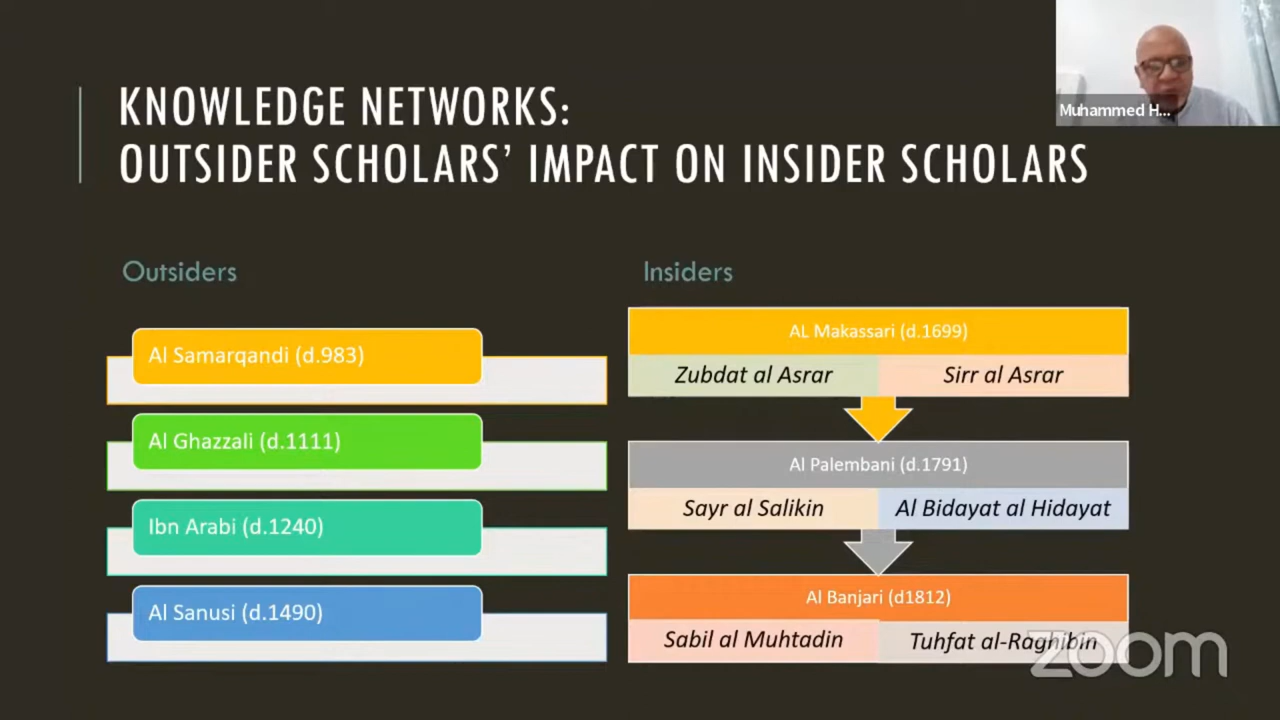 KNOWLEDGE NETWORKS:
OUTSIDER SCHOLARS' IMPACT ON INSIDER SCHOLARS
Muhammed H...
Outsiders
Al Samarqandi (d.983)
Al Ghazzali (d.1111)
Ibn Arabi (d.1240)
Al Sanusi (d.1490)
Insiders
AL Makassari (d.1699)
Zubdat al Asrar
Sirr al Asrar
Al Palembani (d.1791)
Sayr al Salikin
Al Bidayat al Hidayat
Al Banjari (d1812)
Sabil al Muhtadin
Tuhfat al-Raghibin
zoom